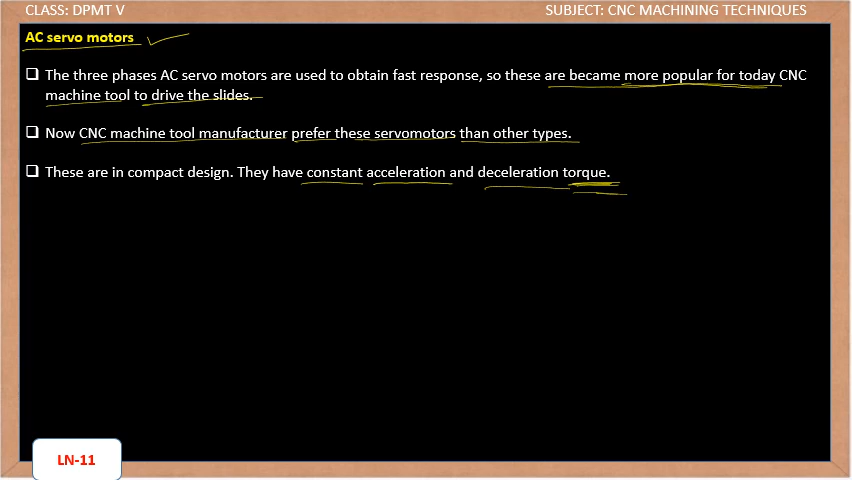 CLASS: DPMT V
SUBJECT: CNC MACHINING TECHNIQUES
AC servo motors
❑ The three phases AC servo motors are used to obtain fast response, so these are became more popular for today CNC
machine tool to drive the slides.
❑ Now CNC machine tool manufacturer prefer these servomotors than other types.
❑ These are in compact design. They have constant acceleration and deceleration torque.
LN-11